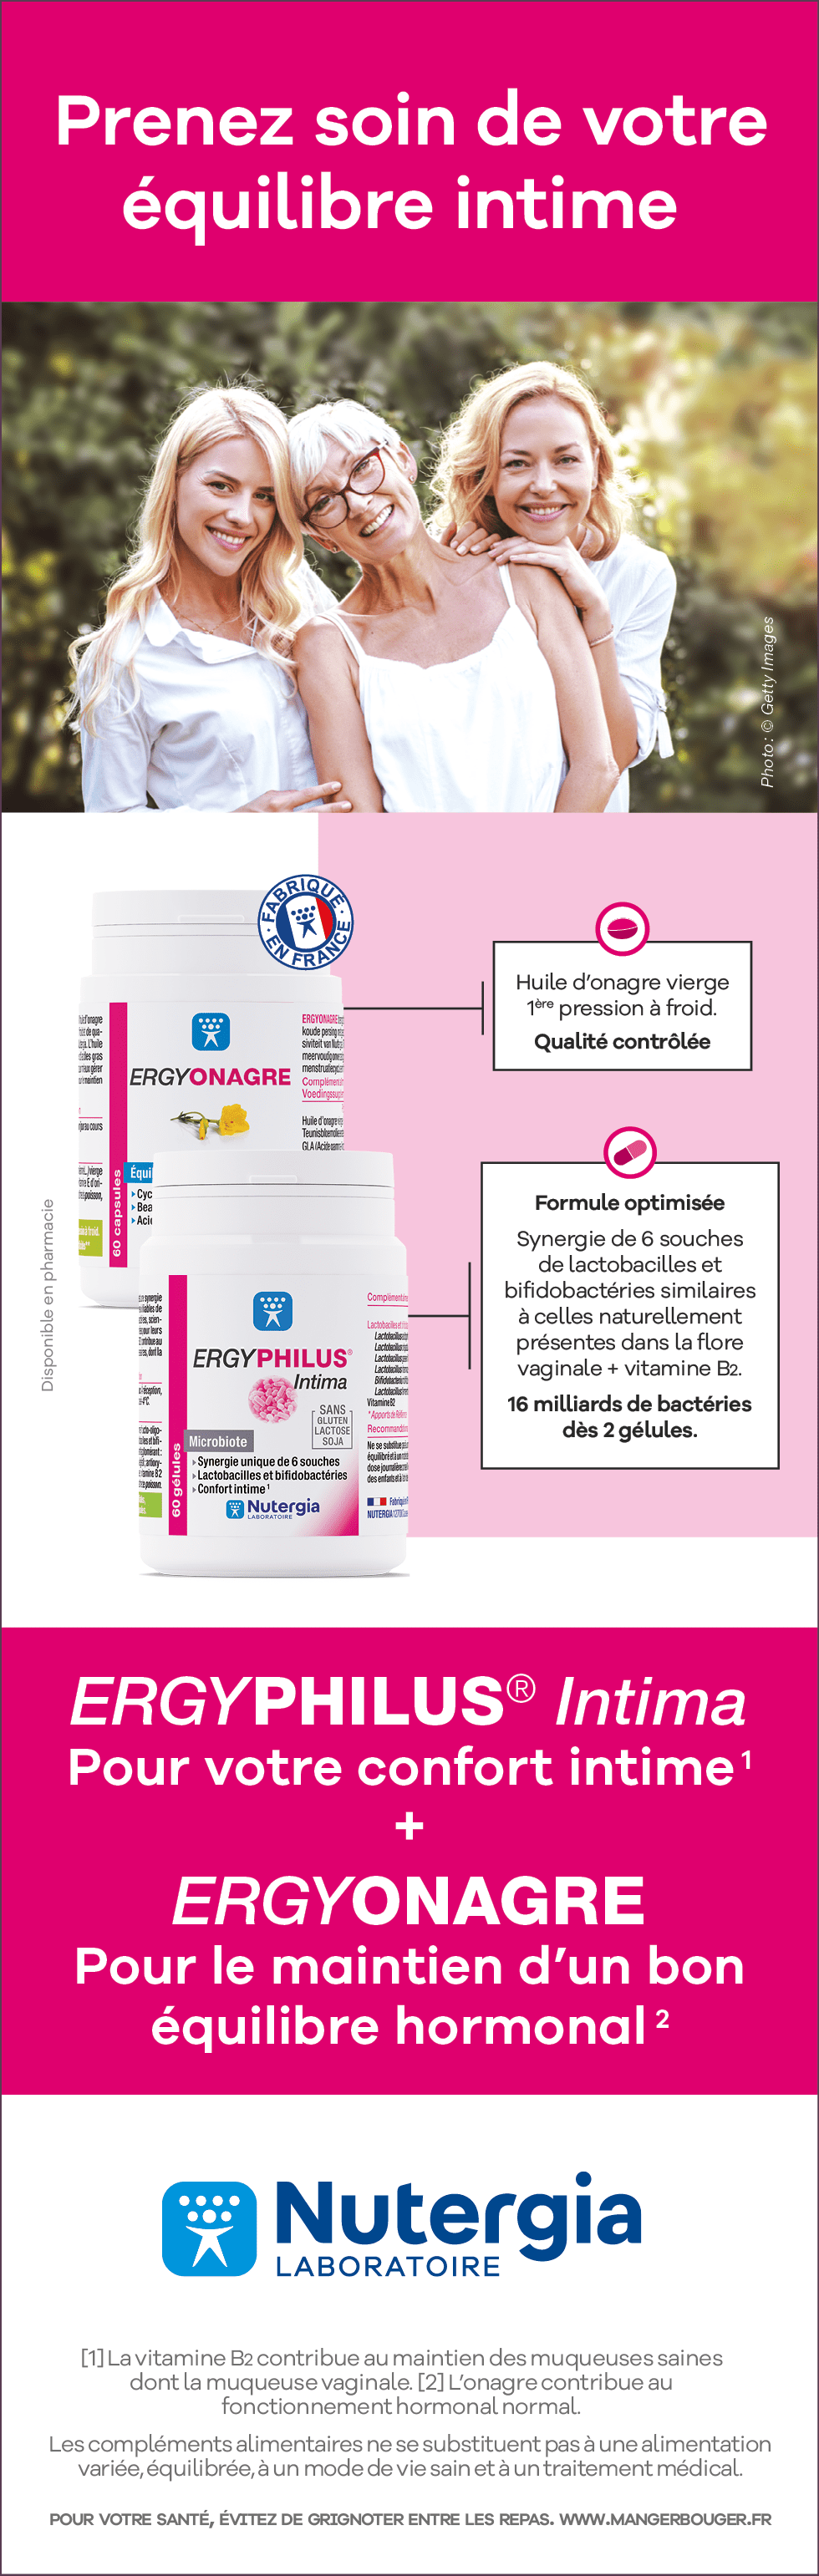 Prenez soin de votre
équilibre intime
Photo : © Getty Images
FABRIQUÉ
EN FRANCE
Huile d'onagre vierge
1ère pression à froid.
Qualité contrôlée
ERGYONAGRE
60 capsules
Disponible en pharmacie
Formule optimisée
Synergie de 6 souches
de lactobacilles et
bifidobactéries similaires
à celles naturellement
présentes dans la flore
vaginale + vitamine B2.
16 milliards de bactéries
dès 2 gélules.
ERGYPHILUS®
Intima
SANS
GLUTEN
LACTOSE
SOJA
Microbiote
Synergie unique de 6 souches
Lactobacilles et bifidobactéries
Confort intime1
60 gélules
Nutergia
LABORATOIRE
ERGYPHILUS® Intima
Pour votre confort intime1
+
ERGYONAGRE
Pour le maintien d'un bon
équilibre hormonal2
Nutergia
LABORATOIRE
[1] La vitamine B2 contribue au maintien des muqueuses saines
dont la muqueuse vaginale. [2] L'onagre contribue au
fonctionnement hormonal normal.
Les compléments alimentaires ne se substituent pas à une alimentation
variée, équilibrée, à un mode de vie sain et à un traitement médical.
POUR VOTRE SANTÉ, ÉVITEZ DE GRIGNOTER ENTRE LES REPAS. WWW.MANGERBOUGER.FR